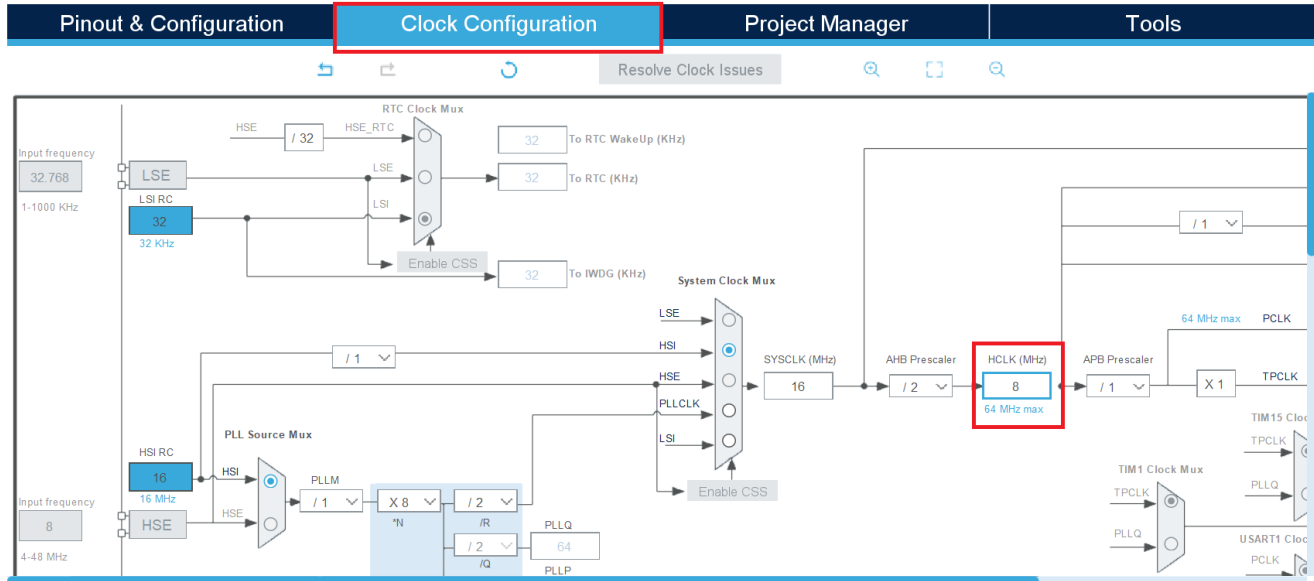 Pinout & Configuration
Clock Configuration
Project Manager
Tools
Resolve Clock Issues
RTC Clock Mux
HSE
/ 32
HSE_RTC
32
To RTC WakeUp (KHz)
Input frequency
32.768
1-1000 KHz
LSE
LSE
32
To RTC (KHz)
LSI RC
32
32 KHz
LSI
Enable CSS
32
To IWDG (KHz)
/ 1
System Clock Mux
LSE
HSI
HSE
PLLCLK
LSI
/ 1
SYSCLK (MHz)
16
AHB Prescaler
/ 2
HCLK (MHz)
8
64 MHz max
APB Prescaler
/ 1
64 MHz max
PCLK
X 1
TPCLK
Enable CSS
PLL Source Mux
HSI RC
16
16 MHz
HSI
Input frequency
8
4-48 MHz
HSE
HSE
PLLM
/ 1
X 8
*N
/ 2
/R
/ 2
/Q
PLLQ
64
PLLP
TIM15 Cloc
TPCLK
PLLQ
TIM1 Clock Mux
TPCLK
PLLQ
USART1 Cloc
PCLK